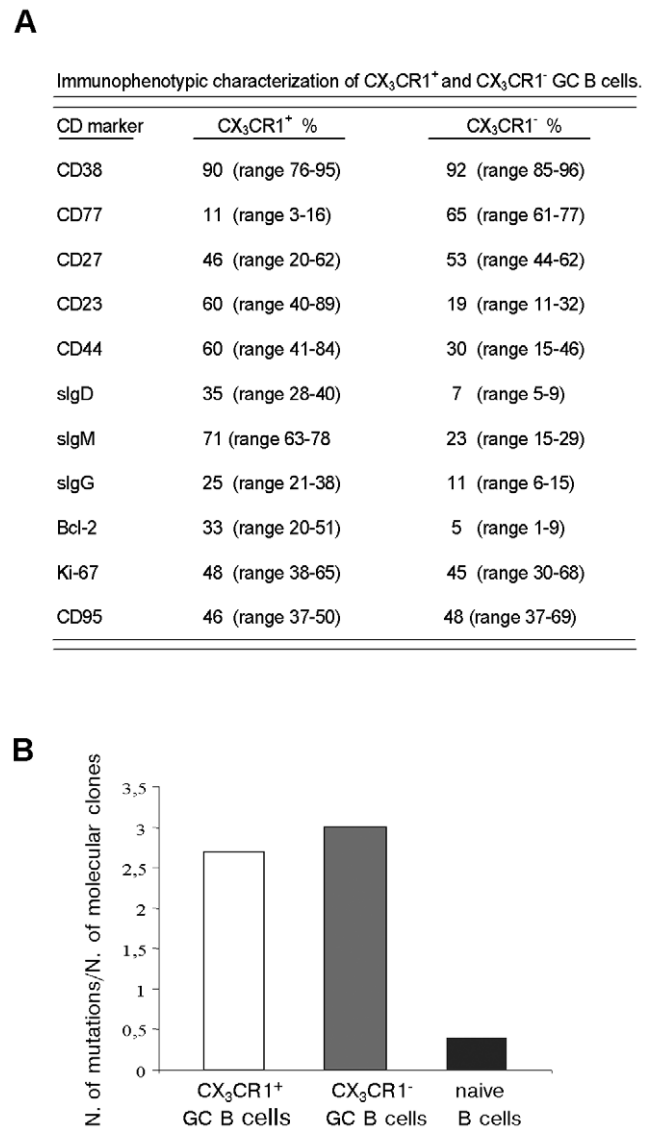 A
Immunophenotypic characterization of CX₃CR1⁺ and CX₃CR1⁻ GC B cells.
CD marker CX₃CR1⁺ % CX₃CR1⁻ %
CD38 90 (range 76-95) 92 (range 85-96)
CD77 11 (range 3-16) 65 (range 61-77)
CD27 46 (range 20-62) 53 (range 44-62)
CD23 60 (range 40-89) 19 (range 11-32)
CD44 60 (range 41-84) 30 (range 15-46)
sIgD 35 (range 28-40) 7 (range 5-9)
sIgM 71 (range 63-78 23 (range 15-29)
sIgG 25 (range 21-38) 11 (range 6-15)
Bcl-2 33 (range 20-51) 5 (range 1-9)
Ki-67 48 (range 38-65) 45 (range 30-68)
CD95 46 (range 37-50) 48 (range 37-69)
B
N. of mutations/N. of molecular clones
3,5
3
2,5
2
1,5
1
0,5
0
CX₃CR1⁺ CX₃CR1⁻ naive
GC B cells GC B cells B cells